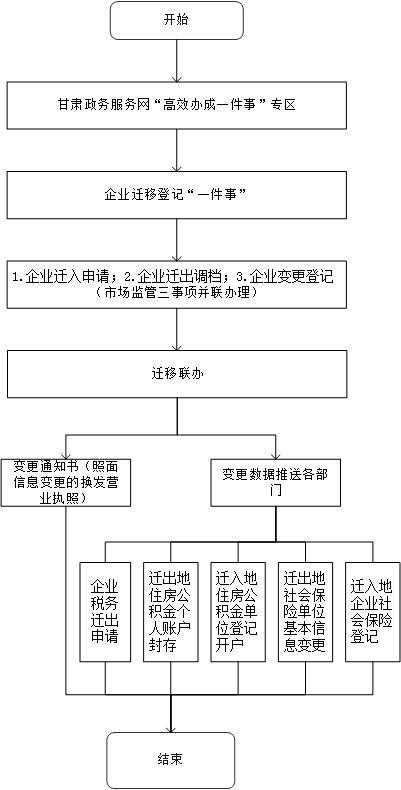 开始
甘肃政务服务网“高效办成一件事”专区
企业迁移登记“一件事”
1.企业迁入申请；2.企业迁出调档；3.企业变更登记
（市场监管三事项并联办理）
迁移联办
变更通知书（照面
信息变更的换发营
业执照）
变更数据推送各部
门
企业
税务
迁出
申请
迁出地
住房公
积金个
人账户
封存
迁入地
住房公
积金单
位登记
开户
迁出地
社会保
险单位
基本信
息变更
迁入地
企业社
会保险
登记
结束